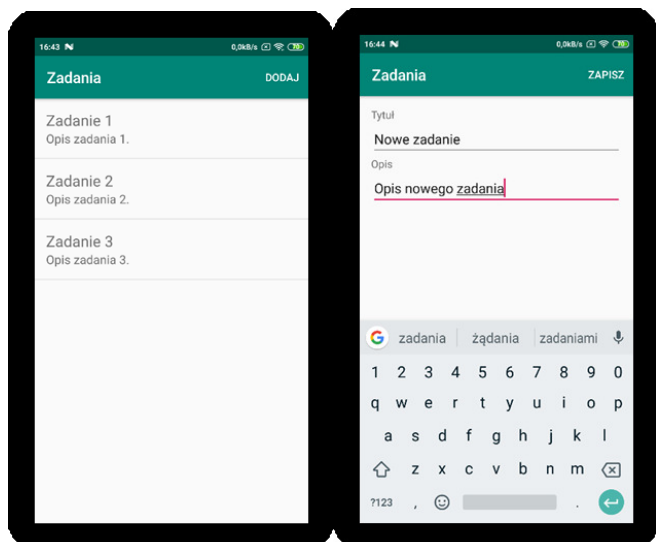 16:43 N 0,0kB/s 70
Zadania DODAJ
Zadanie 1
Opis zadania 1.
Zadanie 2
Opis zadania 2.
Zadanie 3
Opis zadania 3.
16:44 N 0,0kB/s 70
Zadania ZAPISZ
Tytuł
Nowe zadanie
Opis
Opis nowego zadania
G zadania żądania zadaniami
1 2 3 4 5 6 7 8 9 0
q w e r t y u i o p
a s d f g h j k l
z x c v b n m
?123 , .